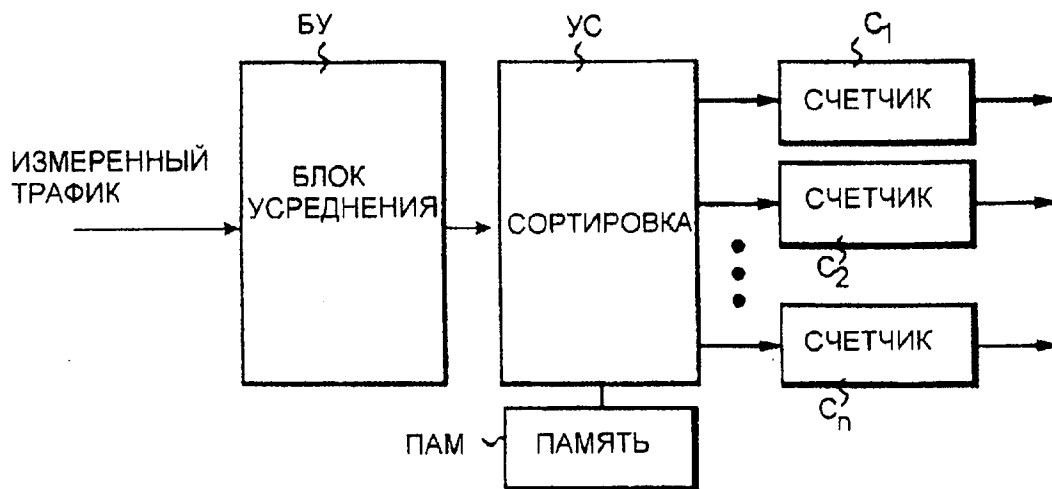 БУ
УС
C1
ИЗМЕРЕННЫЙ
ТРАФИК
БЛОК
УСРЕДНЕНИЯ
СОРТИРОВКА
СЧЕТЧИК
СЧЕТЧИК
C2
СЧЕТЧИК
Cn
ПАМ
ПАМЯТЬ